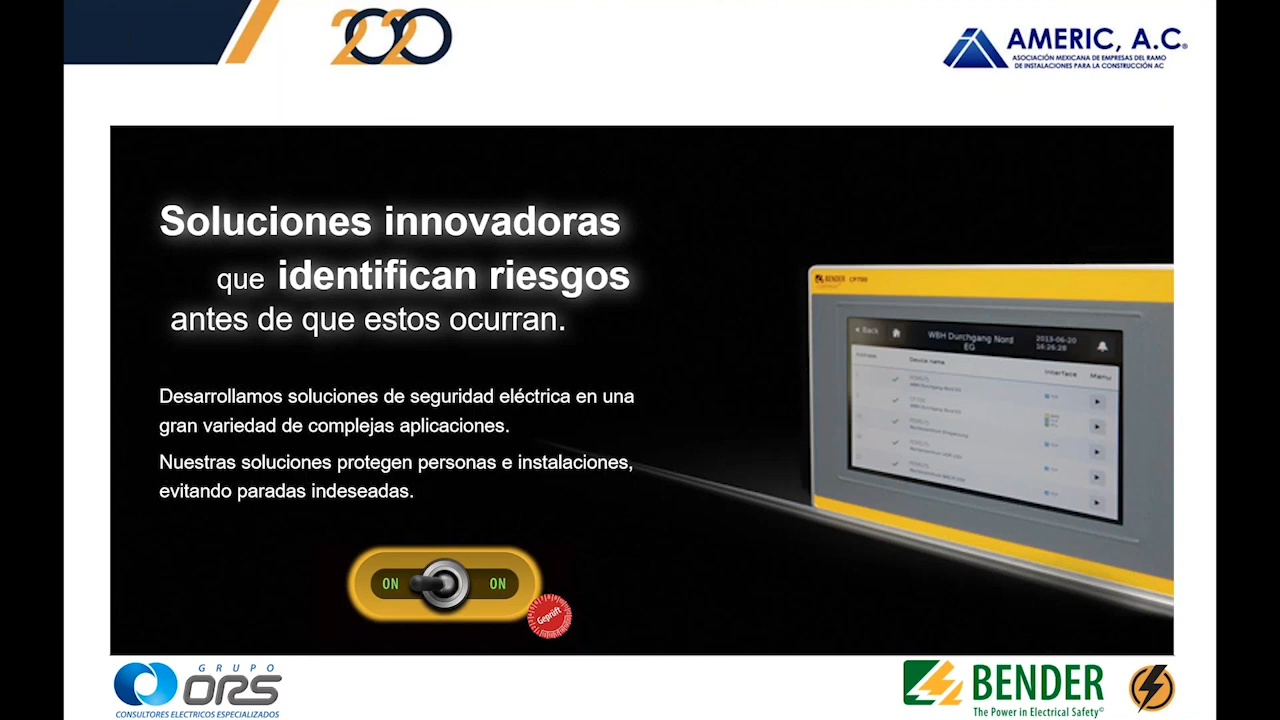 2020
AMERIC, A.C.®
ASOCIACIÓN MEXICANA DE EMPRESAS DEL RAMO
DE INSTALACIONES PARA LA CONSTRUCCIÓN AC
Soluciones innovadoras
que identifican riesgos
antes de que estos ocurran.
Desarrollamos soluciones de seguridad eléctrica en una
gran variedad de complejas aplicaciones.
Nuestras soluciones protegen personas e instalaciones,
evitando paradas indeseadas.
ON ON
Geprüft
BENDER CP700
Back
WBH Durchgang Nord
EG
2013-06-20
16:26:28
Address Device name Interface Menu
GRUPO
ORS
CONSULTORES ELECTRICOS ESPECIALIZADOS
BENDER
The Power in Electrical Safety©